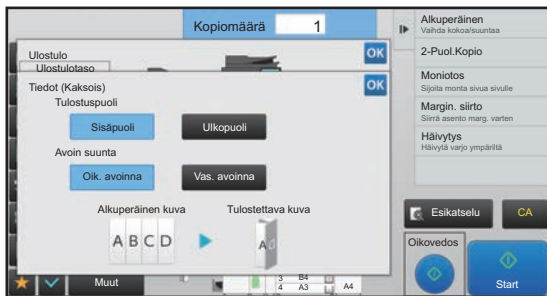 Kopiomäärä 1
Ulostulo
OK
Ulostulotaso
Tiedot (Kaksois)
OK
Tulostuspuoli
Sisäpuoli
Ulkopuoli
Avoin suunta
Oik. avoinna
Vas. avoinna
Alkuperäinen kuva
Tulostettava kuva
A B C D
A D
Muut
3 B4
4 A3
A4
Alkuperäinen
Vaihda kokoa/suuntaa
2-Puol.Kopio
Moniotos
Sijoita monta sivua sivulle
Margin. siirto
Siirrä asento marg. varten
Häivytys
Häivytä varjo ympäriltä
Esikatselu
CA
Oikovedos
Start